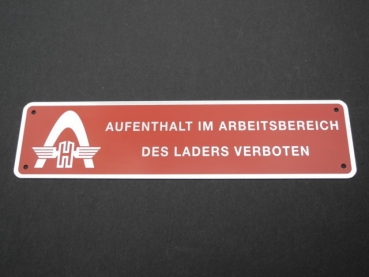 AUFENTHALT IM ARBEITSBEREICH
DES LADERS VERBOTEN